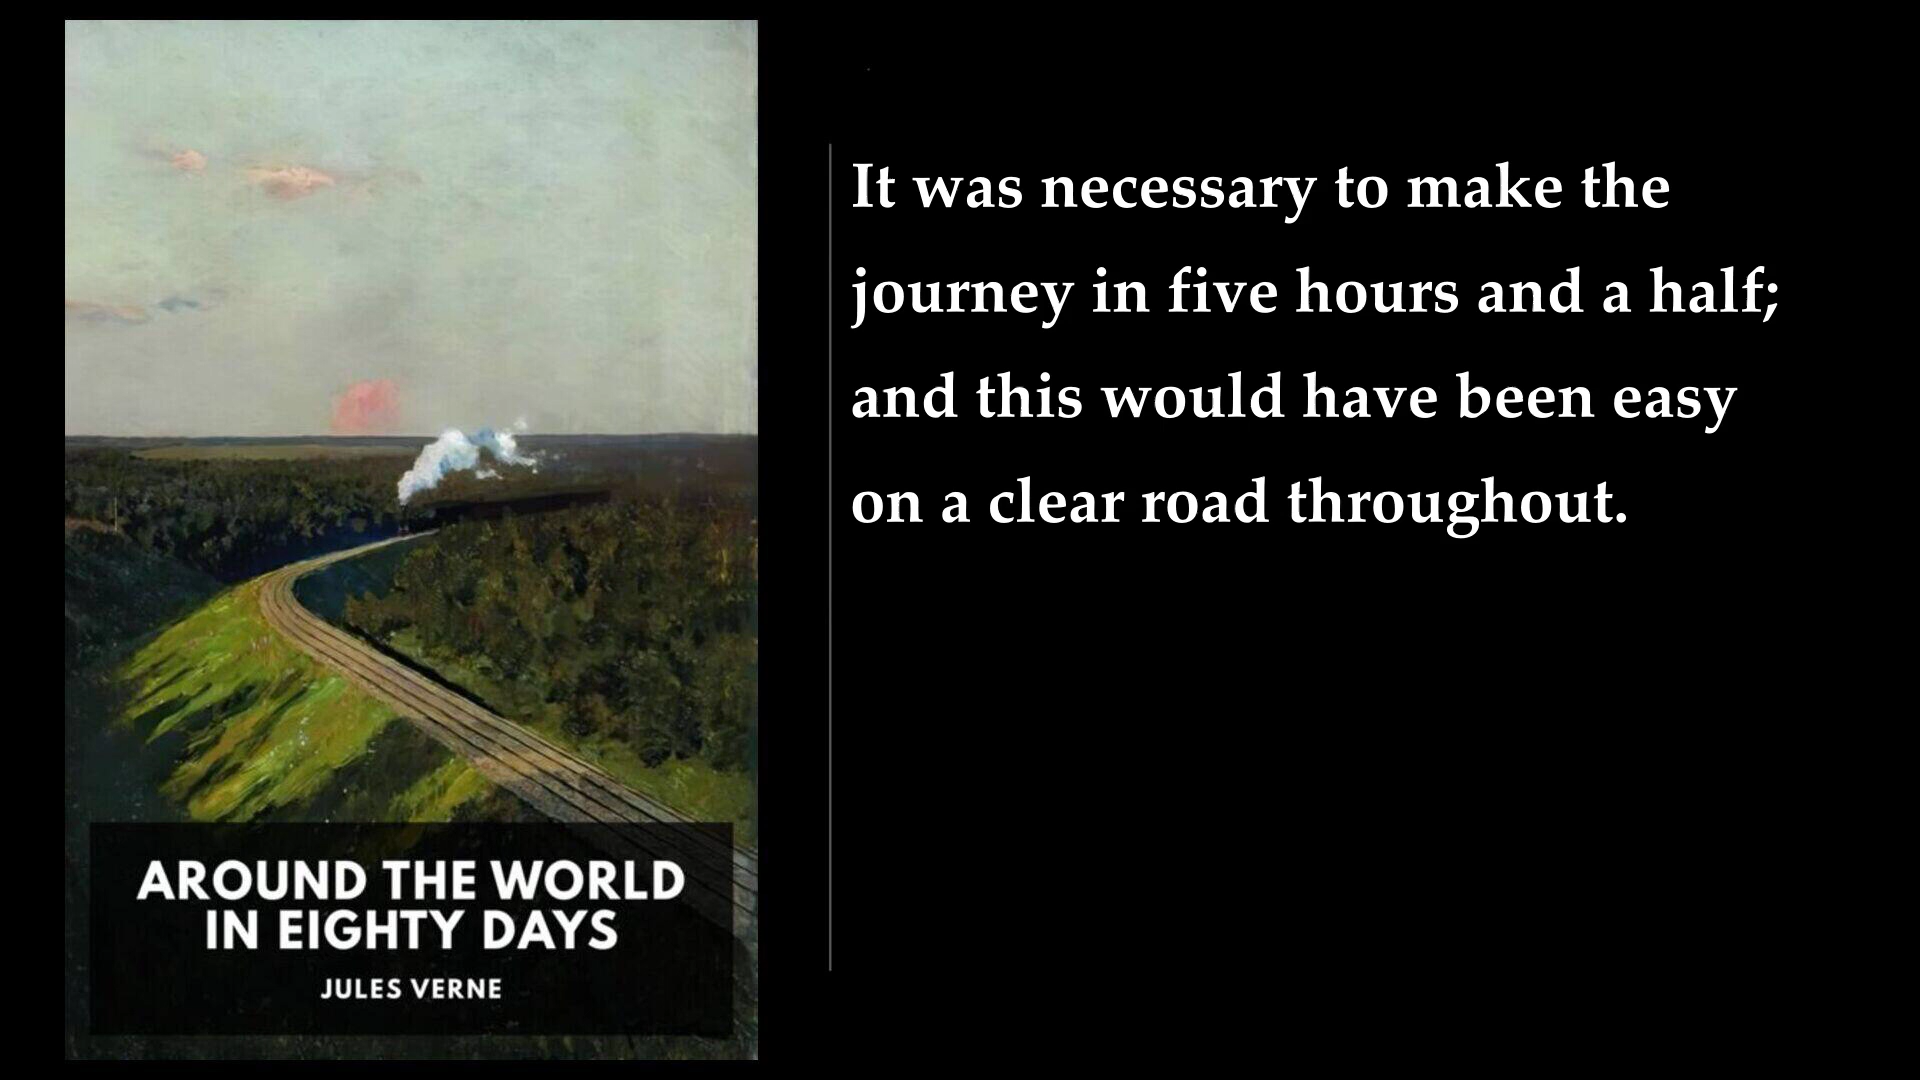 AROUND THE WORLD
IN EIGHTY DAYS
JULES VERNE
It was necessary to make the
journey in five hours and a half;
and this would have been easy
on a clear road throughout.